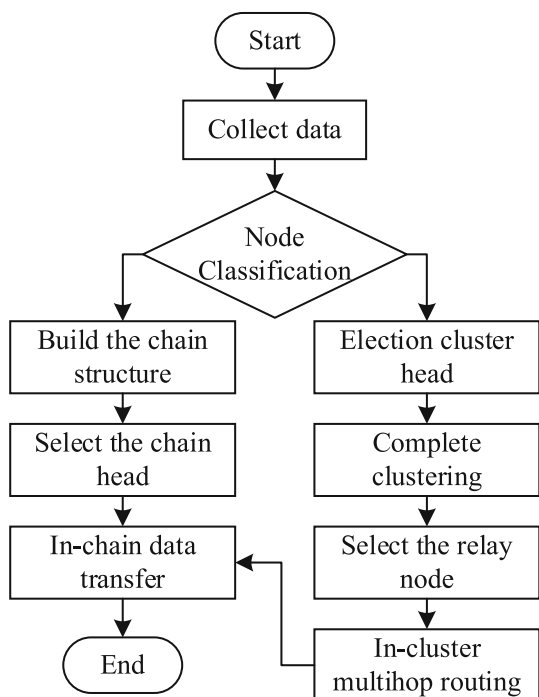 Start
Collect data
Node
Classification
Build the chain
structure
Select the chain
head
In-chain data
transfer
End
Election cluster
head
Complete
clustering
Select the relay
node
In-cluster
multihop routing